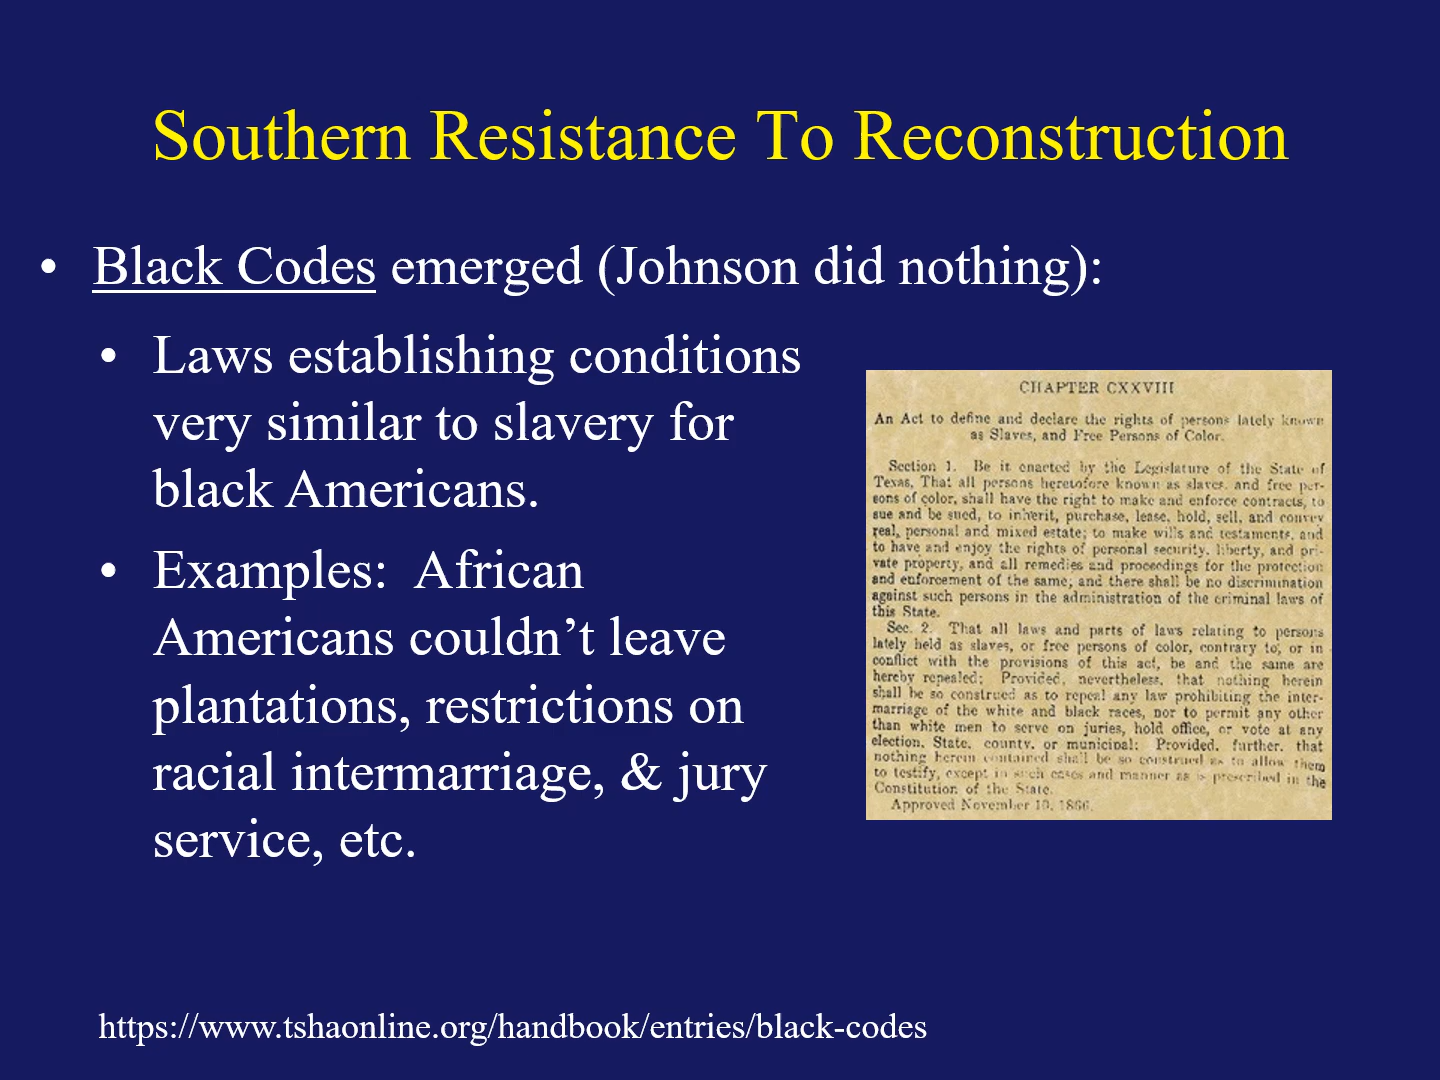 Southern Resistance To Reconstruction
• Black Codes emerged (Johnson did nothing):
• Laws establishing conditions
very similar to slavery for
black Americans.
• Examples:  African
Americans couldn’t leave
plantations, restrictions on
racial intermarriage, & jury
service, etc.
CHAPTER CXXVIII
An Act to define and declare the rights of persons lately known
as Slaves, and Free Persons of Color.
Section 1. Be it enacted by the Legislature of the State of
Texas, That all persons heretofore known as slaves, and free per-
sons of color, shall have the right to make and enforce contracts, to
sue and be sued, to inherit, purchase, lease, hold, sell, and convey
real, personal and mixed estate; to make wills and testaments, and
to have and enjoy the rights of personal security, liberty, and pri-
vate property, and all remedies and proceedings for the protection
and enforcement of the same; and there shall be no discrimination
against such persons in the administration of the criminal laws of
this State.
Sec. 2. That all laws and parts of laws relating to persons
lately held as slaves, or free persons of color, contrary to, or in
conflict with the provisions of this act, be and the same are
hereby repealed; Provided, nevertheless, that nothing herein
shall be so construed as to repeal any law prohibiting the inter-
marriage of the white and black races, nor to permit any other
than white men to serve on juries, hold office, or vote at any
election, State, county, or municipal: Provided, further, that
nothing herein contained shall be so construed as to allow them
to testify, except in such cases and manner as is prescribed in the
Constitution of the State.
Approved November 10, 1866.
https://www.tshaonline.org/handbook/entries/black-codes